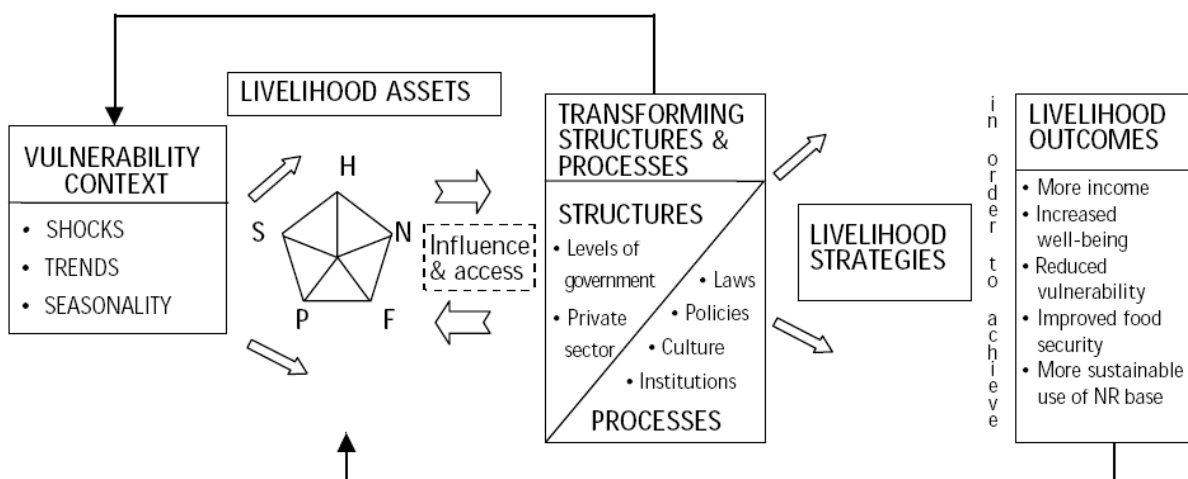 LIVELIHOOD ASSETS
VULNERABILITY
CONTEXT
• SHOCKS
• TRENDS
• SEASONALITY
H
S
N
P
F
Influence
& access
TRANSFORMING
STRUCTURES &
PROCESSES
STRUCTURES
• Levels of
government
• Private
sector
• Laws
• Policies
• Culture
• Institutions
PROCESSES
LIVELIHOOD
STRATEGIES
in order to achieve
LIVELIHOOD
OUTCOMES
• More income
• Increased
well-being
• Reduced
vulnerability
• Improved food
security
• More sustainable
use of NR base